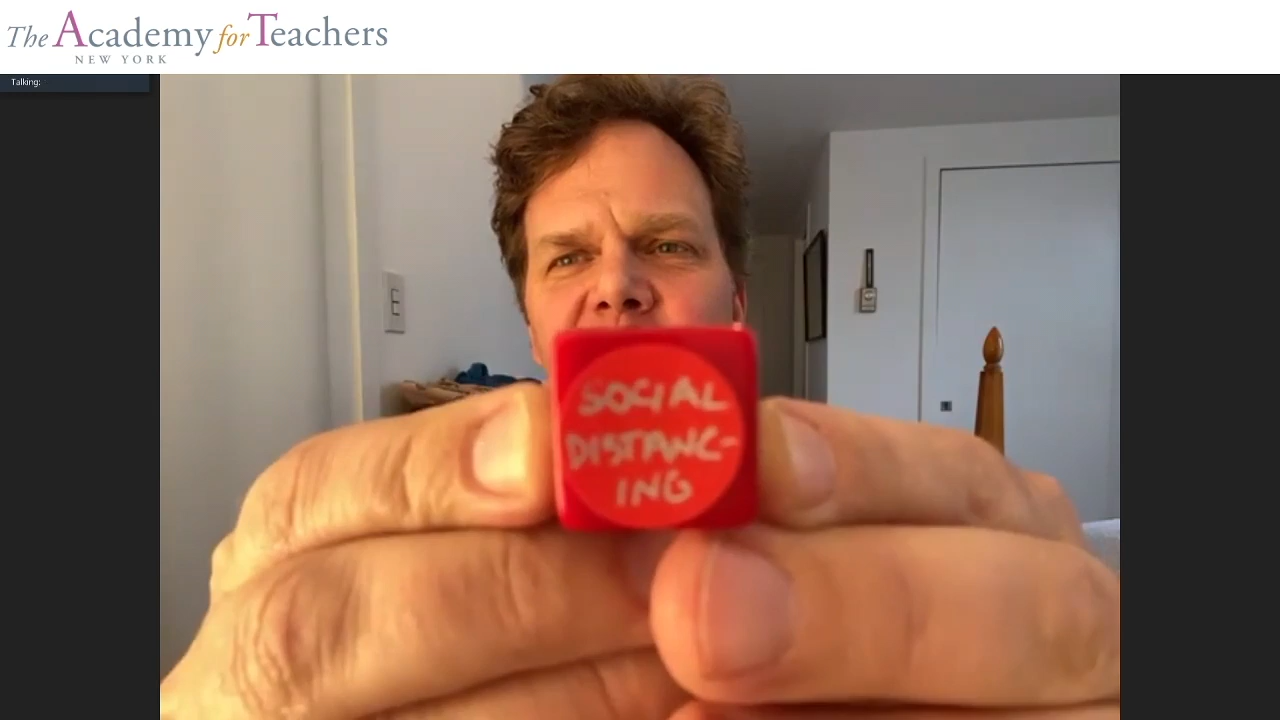 The Academy for Teachers
NEW YORK
Talking:
SOCIAL
DISTANC-
ING